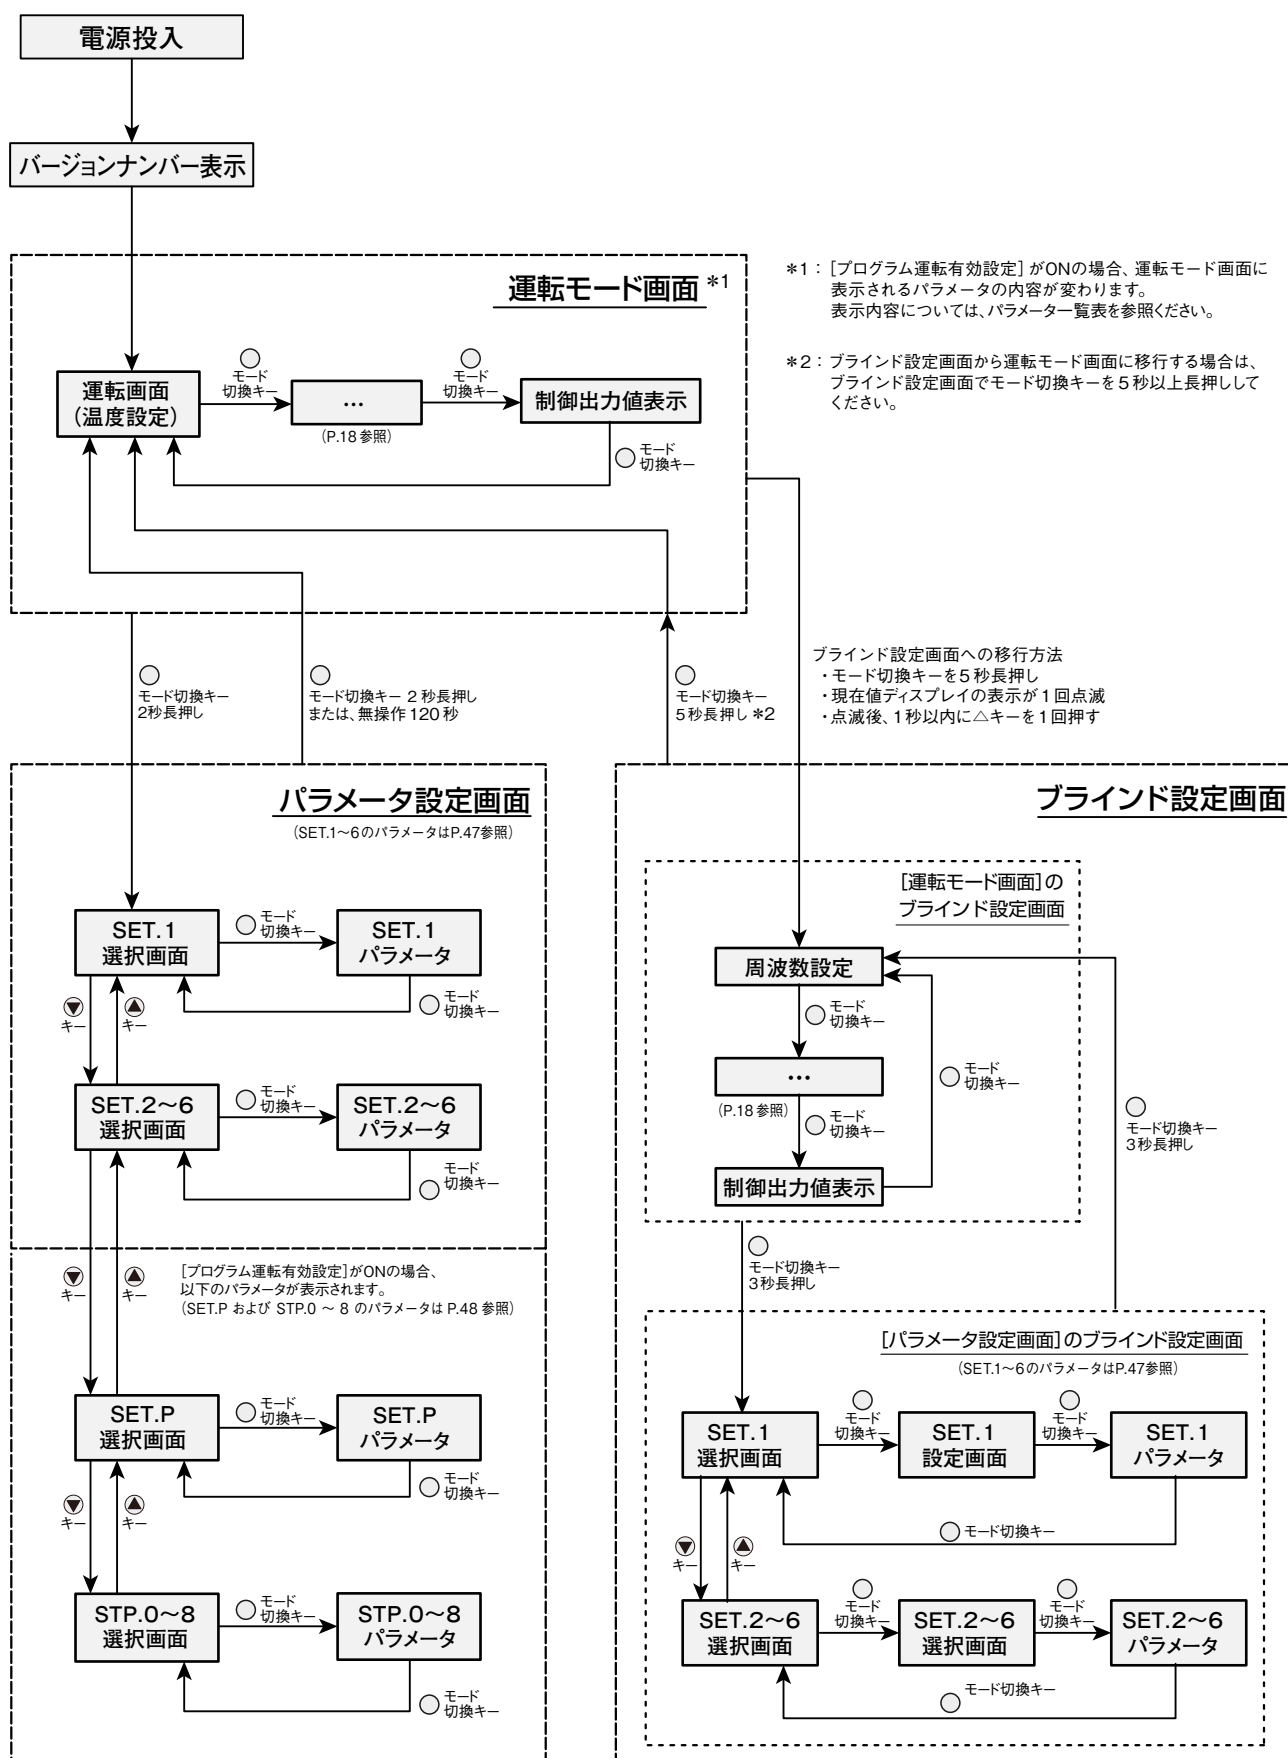 電源投入
バージョンナンバー表示
運転モード画面 *1
*1：[プログラム運転有効設定] がONの場合、運転モード画面に
表示されるパラメータの内容が変わります。
表示内容については、パラメーター覧表を参照ください。
*2：ブラインド設定画面から運転モード画面に移行する場合は、
ブラインド設定画面でモード切換キーを5秒以上長押しして
ください。
運転画面
(温度設定)
モード
切換キー
…
(P.18 参照)
モード
切換キー
制御出力値表示
モード
切換キー
モード切換キー
2秒長押し
モード切換キー 2 秒長押し
または、無操作 120 秒
モード切換キー
5秒長押し *2
ブラインド設定画面への移行方法
・モード切換キーを5秒長押し
・現在値ディスプレイの表示が1回点滅
・点滅後、1秒以内に△キーを1回押す
パラメータ設定画面
(SET.1～6のパラメータはP.47参照)
SET.1
選択画面
モード
切換キー
SET.1
パラメータ
モード
切換キー
▼
キー
▲
キー
SET.2～6
選択画面
モード
切換キー
SET.2～6
パラメータ
モード
切換キー
▼
キー
▲
キー
[プログラム運転有効設定]がONの場合、
以下のパラメータが表示されます。
(SET.P および STP.0 ～ 8 のパラメータは P.48 参照)
SET.P
選択画面
モード
切換キー
SET.P
パラメータ
モード
切換キー
▼
キー
▲
キー
STP.0～8
選択画面
モード
切換キー
STP.0～8
パラメータ
モード
切換キー
ブラインド設定画面
[運転モード画面]の
ブラインド設定画面
周波数設定
モード
切換キー
…
(P.18 参照)
モード
切換キー
制御出力値表示
モード
切換キー
モード切換キー
3秒長押し
モード切換キー
3秒長押し
[パラメータ設定画面]のブラインド設定画面
(SET.1～6のパラメータはP.47参照)
SET.1
選択画面
モード
切換キー
SET.1
設定画面
モード
切換キー
SET.1
パラメータ
モード切換キー
▼
キー
▲
キー
SET.2～6
選択画面
モード
切換キー
SET.2～6
選択画面
モード
切換キー
SET.2～6
パラメータ
モード切換キー